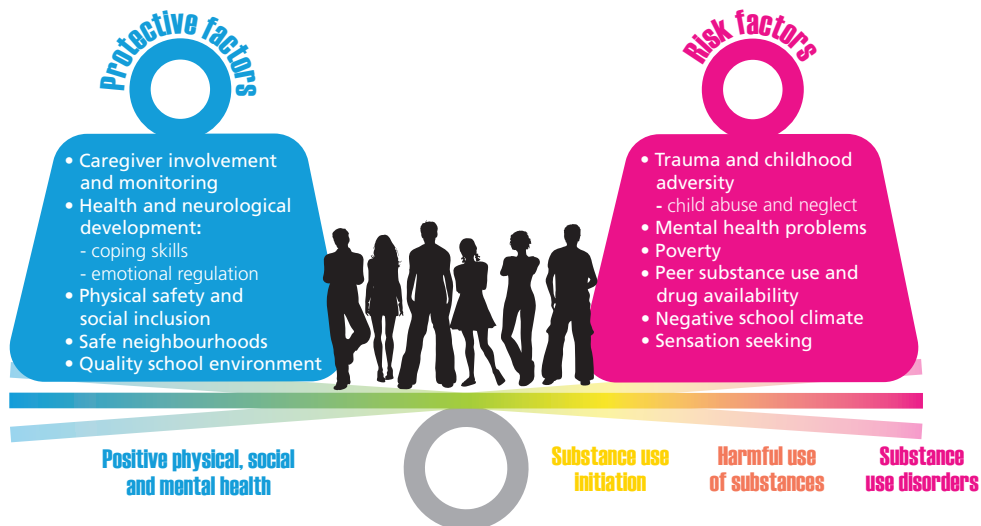 Protective factors
• Caregiver involvement
and monitoring
• Health and neurological
development:
- coping skills
- emotional regulation
• Physical safety and
social inclusion
• Safe neighbourhoods
• Quality school environment
Risk factors
• Trauma and childhood
adversity
- child abuse and neglect
• Mental health problems
• Poverty
• Peer substance use and
drug availability
• Negative school climate
• Sensation seeking
Positive physical, social
and mental health
Substance use
initiation
Harmful use
of substances
Substance
use disorders